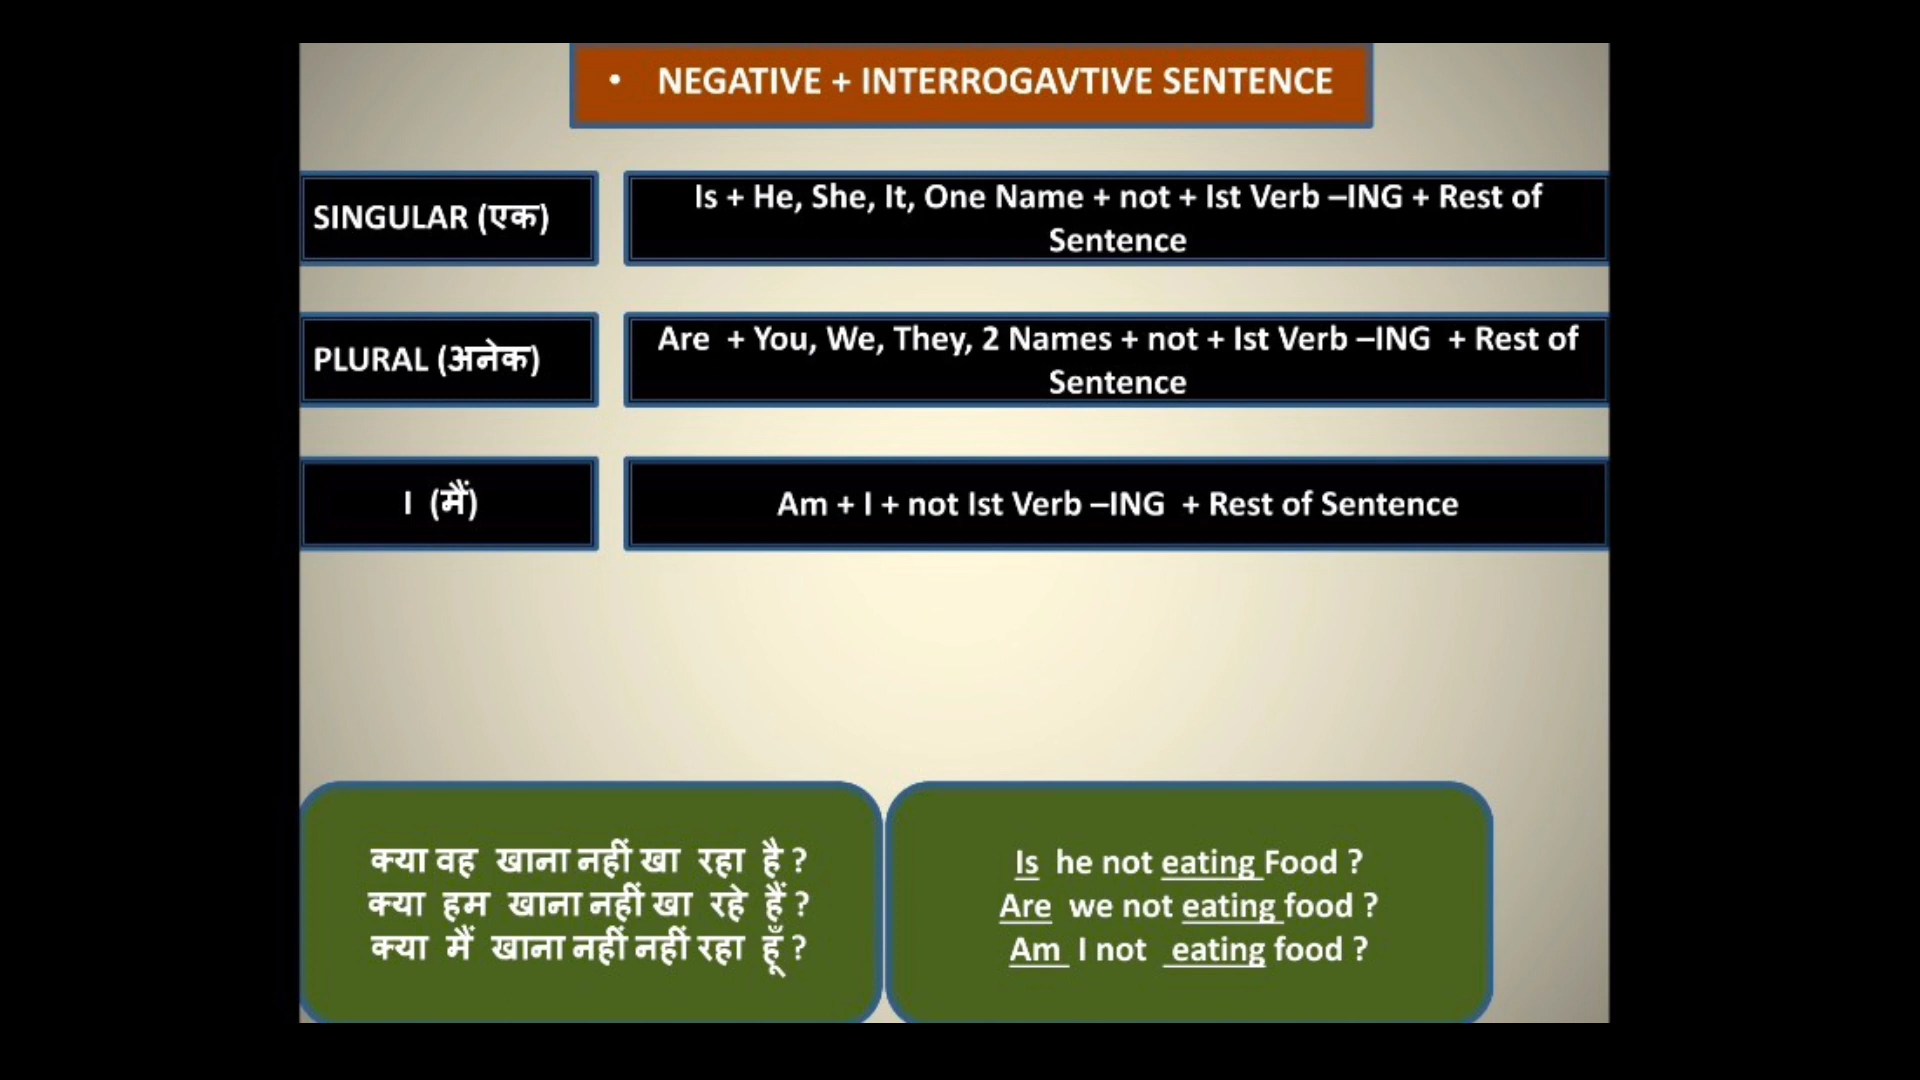 • NEGATIVE + INTERROGAVTIVE SENTENCE
SINGULAR (एक)
Is + He, She, It, One Name + not + Ist Verb –ING + Rest of
Sentence
PLURAL (अनेक)
Are + You, We, They, 2 Names + not + Ist Verb –ING + Rest of
Sentence
I (मैं)
Am + I + not Ist Verb –ING + Rest of Sentence
क्या वह खाना नहीं खा रहा है ?
क्या हम खाना नहीं खा रहे हैं ?
क्या मैं खाना नहीं नहीं रहा हूँ ?
Is he not eating Food ?
Are we not eating food ?
Am I not eating food ?